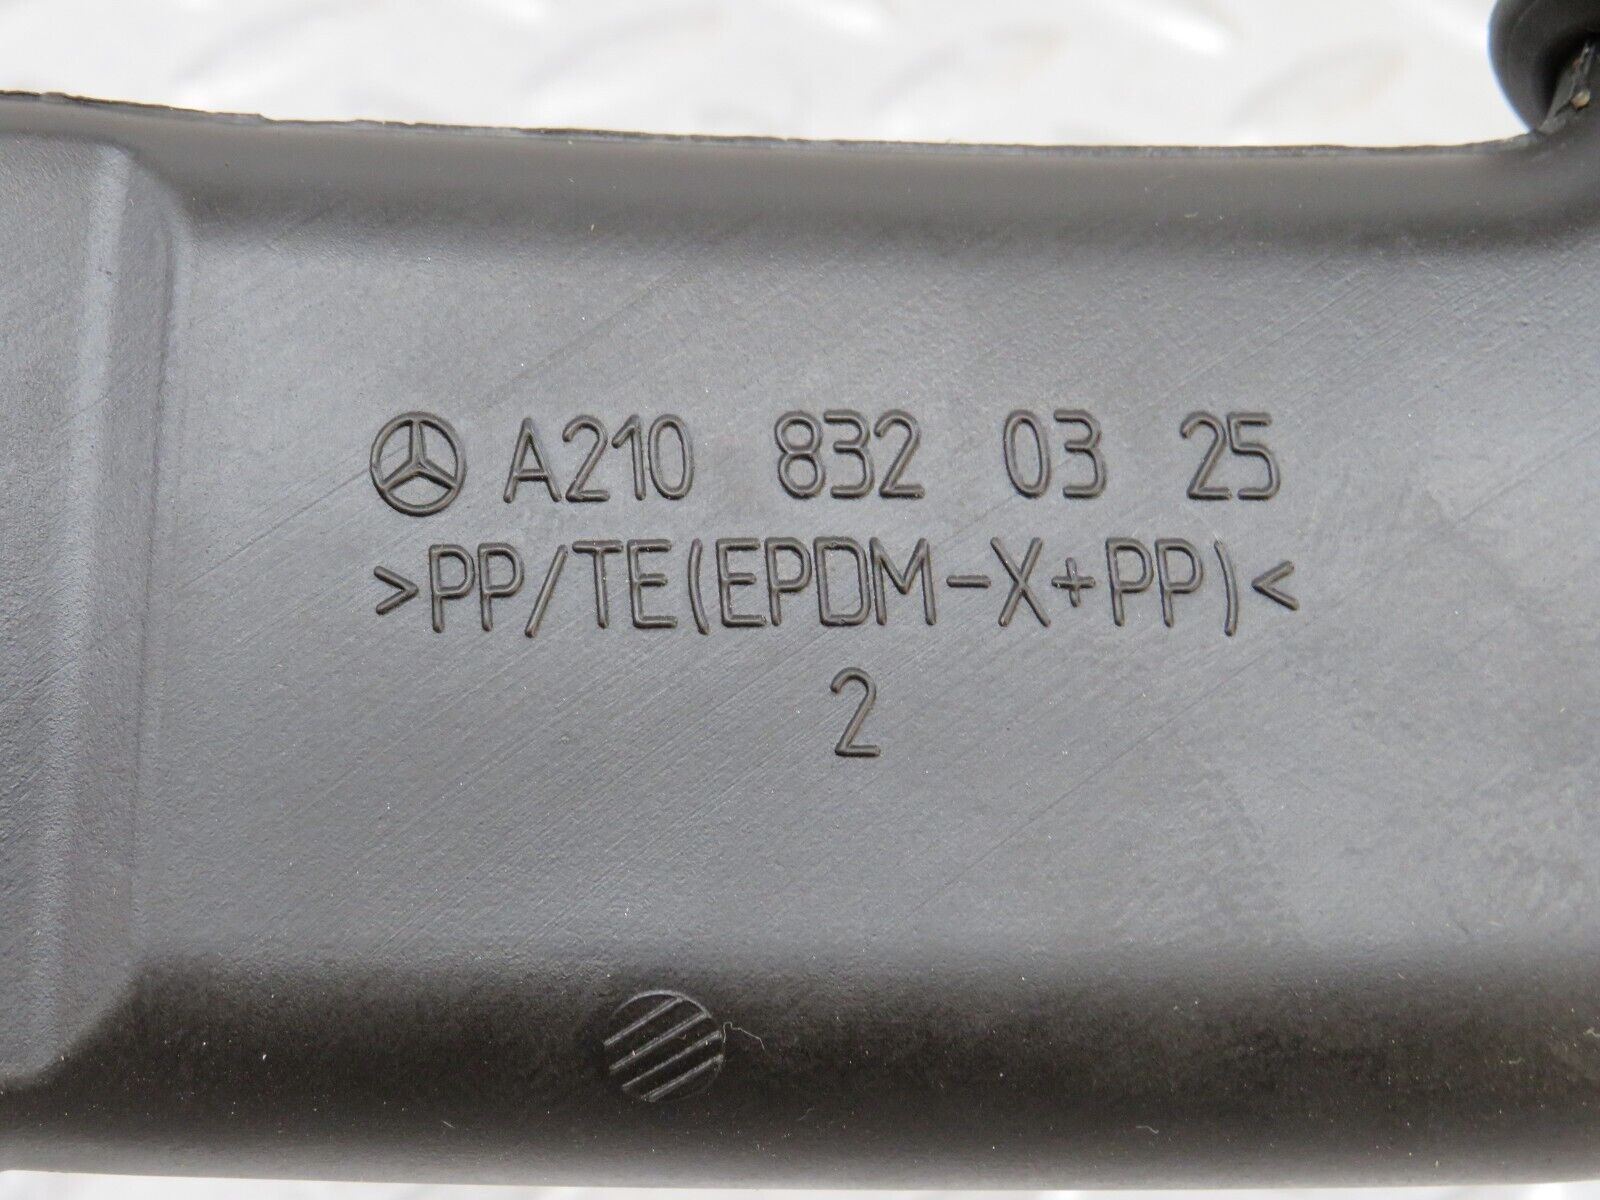 A210 832 03 25
>PP/TE(EPDM-X+PP)<
2